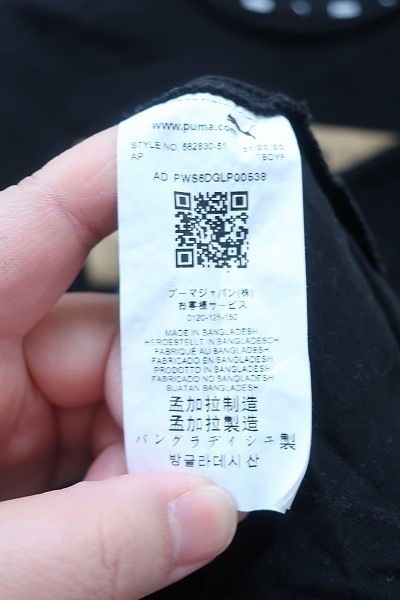 www.puma.com
STYLE NO. 582830-51
AP TBDYP
AD PWS6DGLP00538
プーマジャパン(株)
お客様サービス
0120-125-150
MADE IN BANGLADESH
HERGESTELLT IN BANGLADESCH
FABRIQUÉ AU BANGLADESH
FABRICADO EN BANGLADESH
PRODOTTO IN BANGLADESH
FABRICADO NO BANGLADESH
BUATAN BANGLADESH
孟加拉制造
孟加拉製造
バングラデイシュ製
방글라데시 산